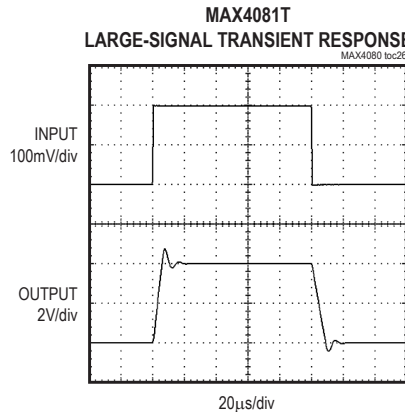 MAX4081T
LARGE-SIGNAL TRANSIENT RESPONSE
MAX4080 toc26
INPUT
100mV/div
OUTPUT
2V/div
20μs/div